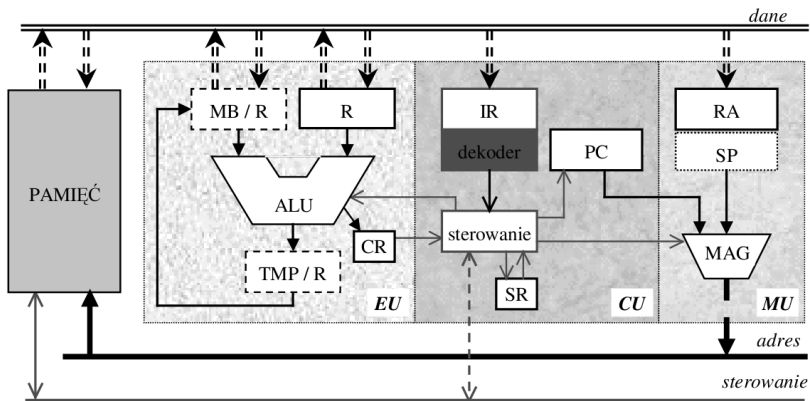 dane
MB / R
R
IR
RA
dekoder
PC
SP
PAMIĘĆ
ALU
sterowanie
CR
MAG
TMP / R
SR
EU
CU
MU
adres
sterowanie